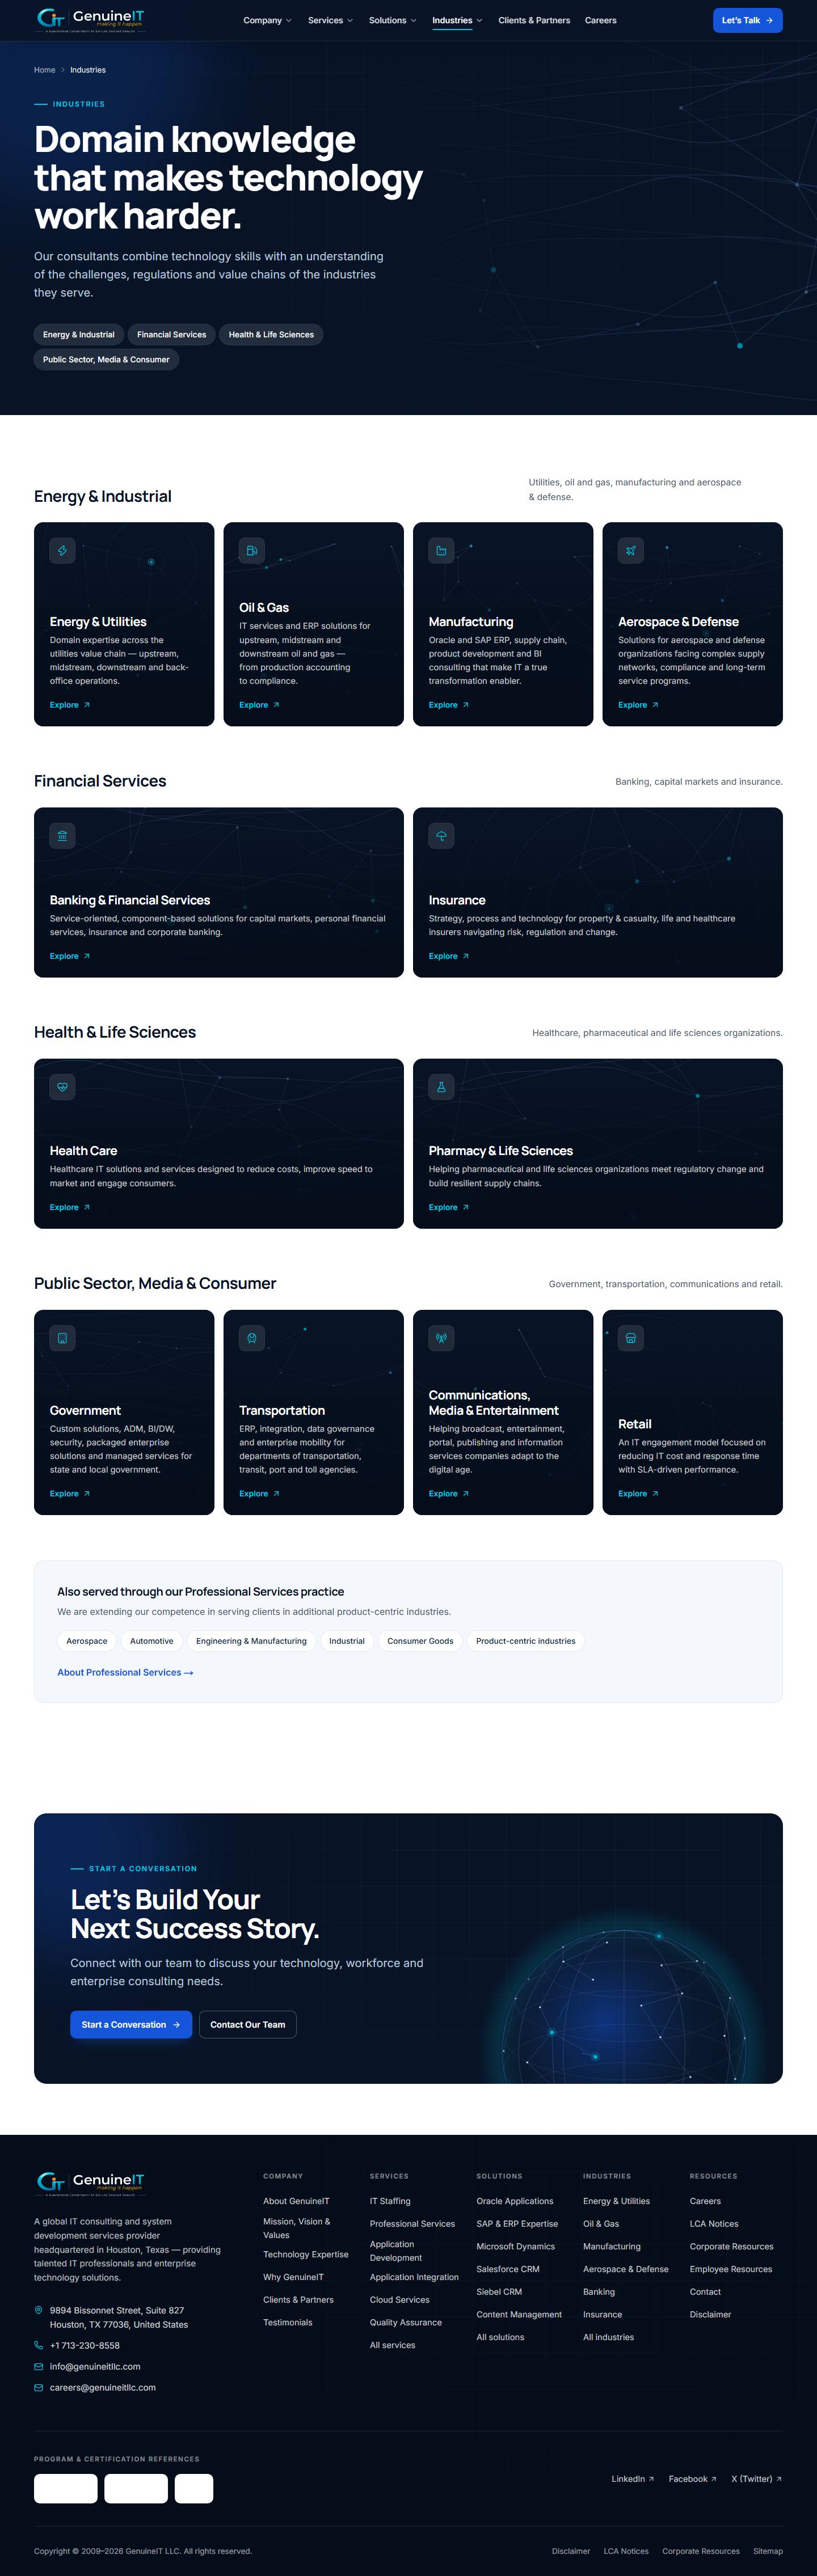 GenuineIT
making it happen
Company
Services
Solutions
Industries
Clients & Partners
Careers
Let's Talk
Home
Industries
INDUSTRIES
Domain knowledge
that makes technology
work harder.
Our consultants combine technology skills with an understanding
of the challenges, regulations and value chains of the industries
they serve.
Energy & Industrial
Financial Services
Health & Life Sciences
Public Sector, Media & Consumer
Energy & Industrial
Utilities, oil and gas, manufacturing and aerospace
& defense.
Energy & Utilities
Domain expertise across the
utilities value chain — upstream,
midstream, downstream and back-
office operations.
Explore
Oil & Gas
IT services and ERP solutions for
upstream, midstream and
downstream oil and gas —
from production accounting
to compliance.
Explore
Manufacturing
Oracle and SAP ERP, supply chain,
product development and BI
consulting that make IT a true
transformation enabler.
Explore
Aerospace & Defense
Solutions for aerospace and defense
organizations facing complex supply
networks, compliance and long-term
service programs.
Explore
Financial Services
Banking, capital markets and insurance.
Banking & Financial Services
Service-oriented, component-based solutions for capital markets, personal financial
services, insurance and corporate banking.
Explore
Insurance
Strategy, process and technology for property & casualty, life and healthcare
insurers navigating risk, regulation and change.
Explore
Health & Life Sciences
Healthcare, pharmaceutical and life sciences organizations.
Health Care
Healthcare IT solutions and services designed to reduce costs, improve speed to
market and engage consumers.
Explore
Pharmacy & Life Sciences
Helping pharmaceutical and life sciences organizations meet regulatory change and
build resilient supply chains.
Explore
Public Sector, Media & Consumer
Government, transportation, communications and retail.
Government
Custom solutions, ADM, BI/DW,
security, packaged enterprise
solutions and managed services for
state and local government.
Explore
Transportation
ERP, integration, data governance
and enterprise mobility for
departments of transportation,
transit, port and toll agencies.
Explore
Communications,
Media & Entertainment
Helping broadcast, entertainment,
portal, publishing and information
services companies adapt to the
digital age.
Explore
Retail
An IT engagement model focused on
reducing IT cost and response time
with SLA-driven performance.
Explore
Also served through our Professional Services practice
We are extending our competence in serving clients in additional product-centric industries.
Aerospace
Automotive
Engineering & Manufacturing
Industrial
Consumer Goods
Product-centric industries
About Professional Services →
START A CONVERSATION
Let's Build Your
Next Success Story.
Connect with our team to discuss your technology, workforce and
enterprise consulting needs.
Start a Conversation
Contact Our Team
GenuineIT
making it happen
A global IT consulting and system
development services provider
headquartered in Houston, Texas — providing
talented IT professionals and enterprise
technology solutions.
9894 Bissonnet Street, Suite 827
Houston, TX 77036, United States
+1 713-230-8558
info@genuineitllc.com
careers@genuineitllc.com
COMPANY
About GenuineIT
Mission, Vision &
Values
Technology Expertise
Why GenuineIT
Clients & Partners
Testimonials
SERVICES
IT Staffing
Professional Services
Application
Development
Application Integration
Cloud Services
Quality Assurance
All services
SOLUTIONS
Oracle Applications
SAP & ERP Expertise
Microsoft Dynamics
Salesforce CRM
Siebel CRM
Content Management
All solutions
INDUSTRIES
Energy & Utilities
Oil & Gas
Manufacturing
Aerospace & Defense
Banking
Insurance
All industries
RESOURCES
Careers
LCA Notices
Corporate Resources
Employee Resources
Contact
Disclaimer
PROGRAM & CERTIFICATION REFERENCES
LinkedIn
Facebook
X (Twitter)
Copyright © 2009–2026 GenuineIT LLC. All rights reserved.
Disclaimer
LCA Notices
Corporate Resources
Sitemap